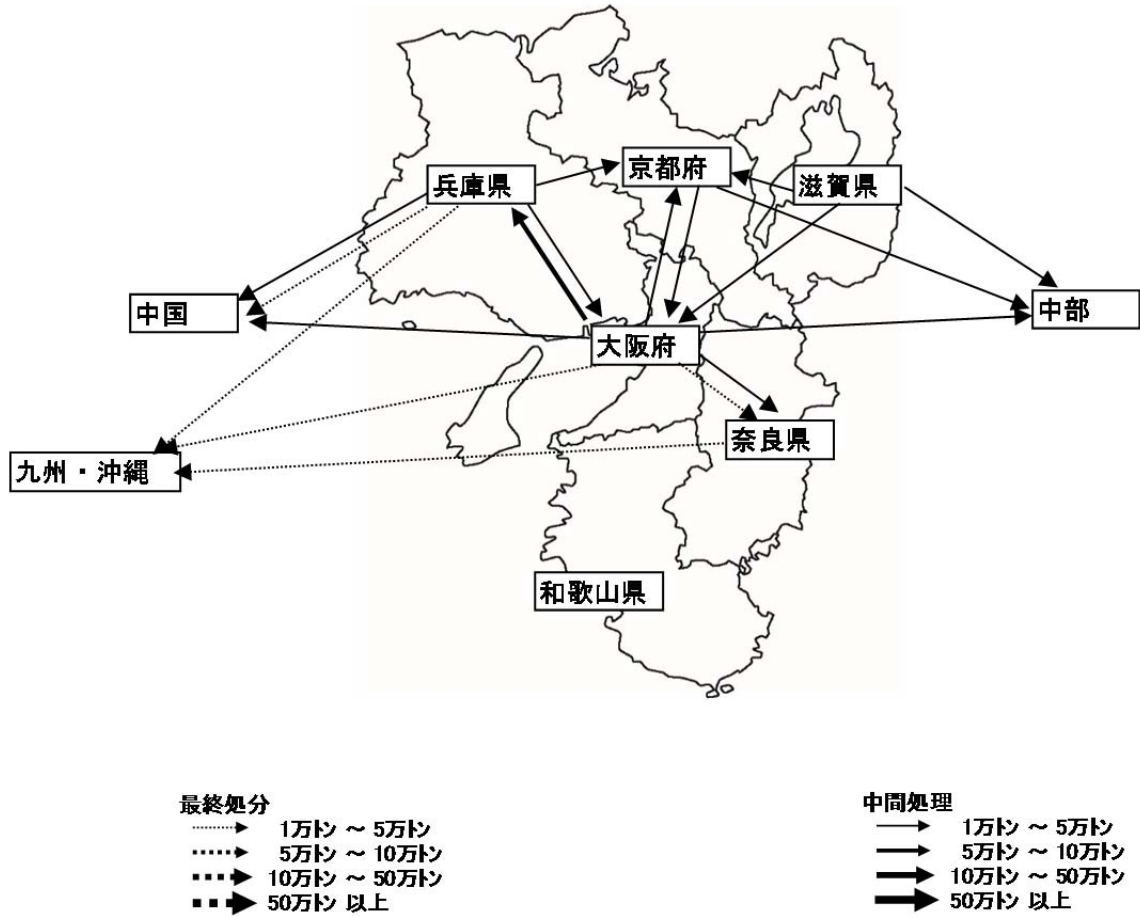 京都府
兵庫県
滋賀県
中国
中部
大阪府
奈良県
九州・沖縄
和歌山県
最終処分
1万トン ～ 5万トン
5万トン ～ 10万トン
10万トン ～ 50万トン
50万トン 以上
中間処理
1万トン ～ 5万トン
5万トン ～ 10万トン
10万トン ～ 50万トン
50万トン 以上